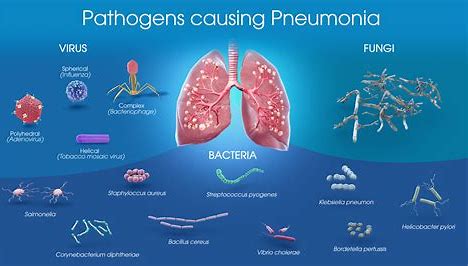 Pathogens causing Pneumonia
VIRUS
Spherical
(Influenza)
Complex
(Bacteriophage)
Polyhedral
(Adenovirus)
Helical
(Tobacco mosaic virus)
FUNGI
BACTERIA
Salmonella
Staphyloccus aureus
Streptococcus pyogenes
Klebsiella pneumon
Helicobacter pylori
Corynebacterium diphtheriae
Bacillus cereus
Vibrio cholerae
Bordetella pertussis